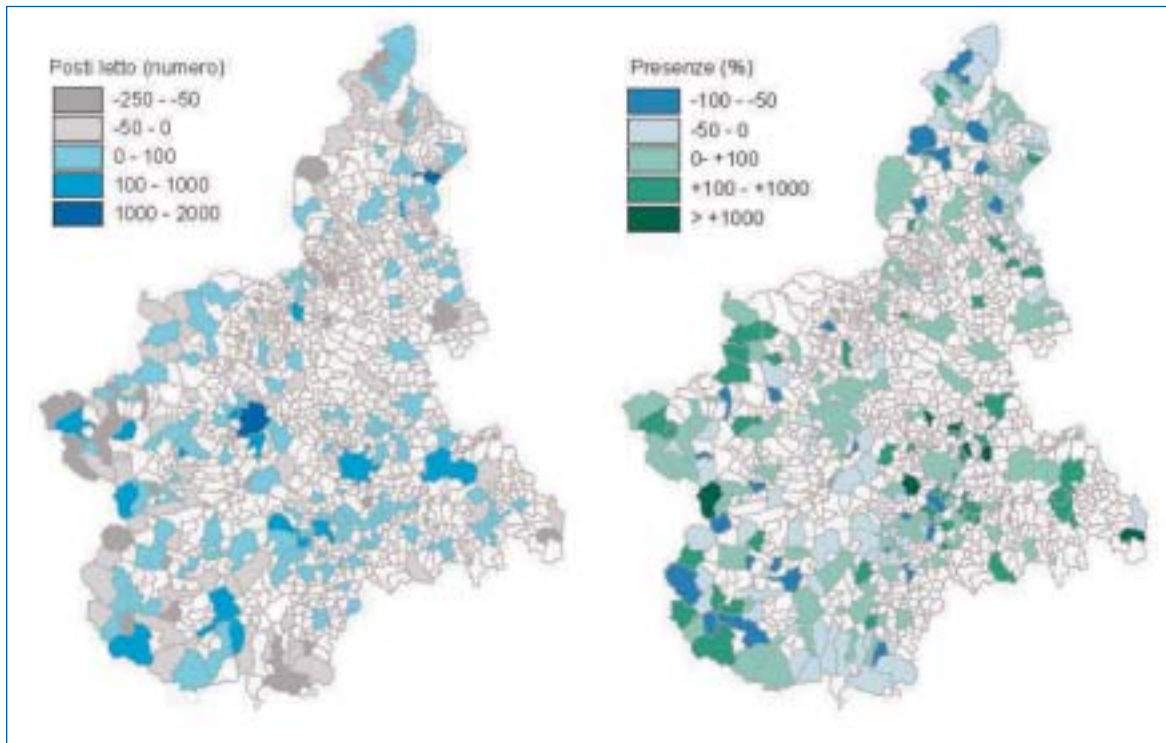 Posti letto (numero)
-250 - -50
-50 - 0
0 - 100
100 - 1000
1000 - 2000
Presenze (%)
-100 - -50
-50 - 0
0- +100
+100 - +1000
> +1000